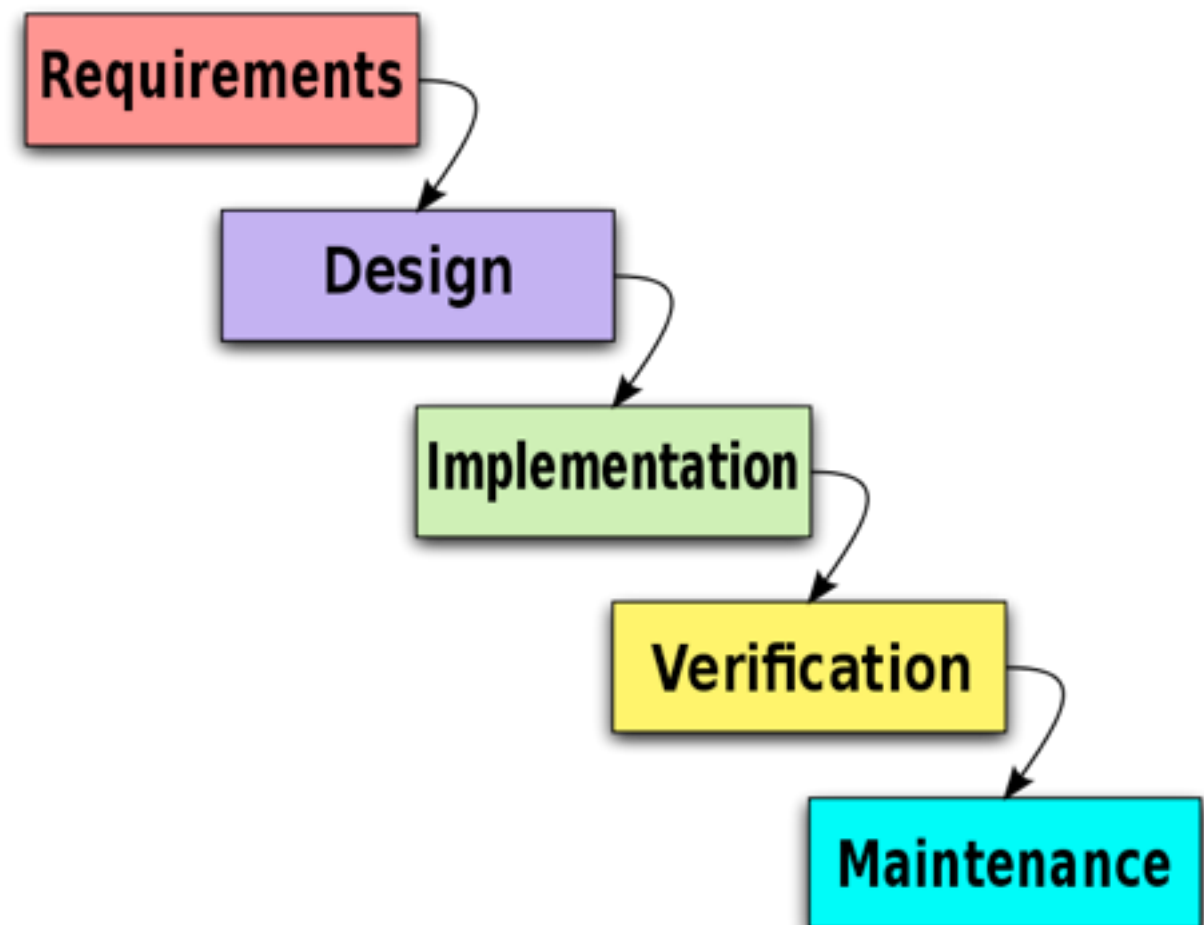 Requirements
Design
Implementation
Verification
Maintenance